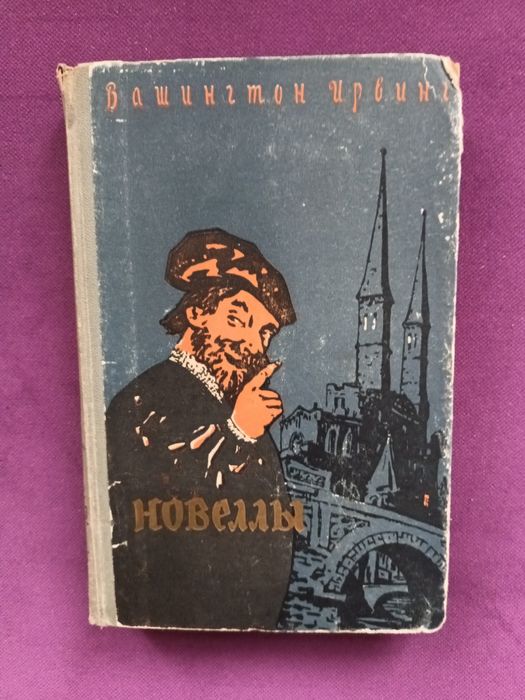 Вашингтон Ирвинг
новеллы